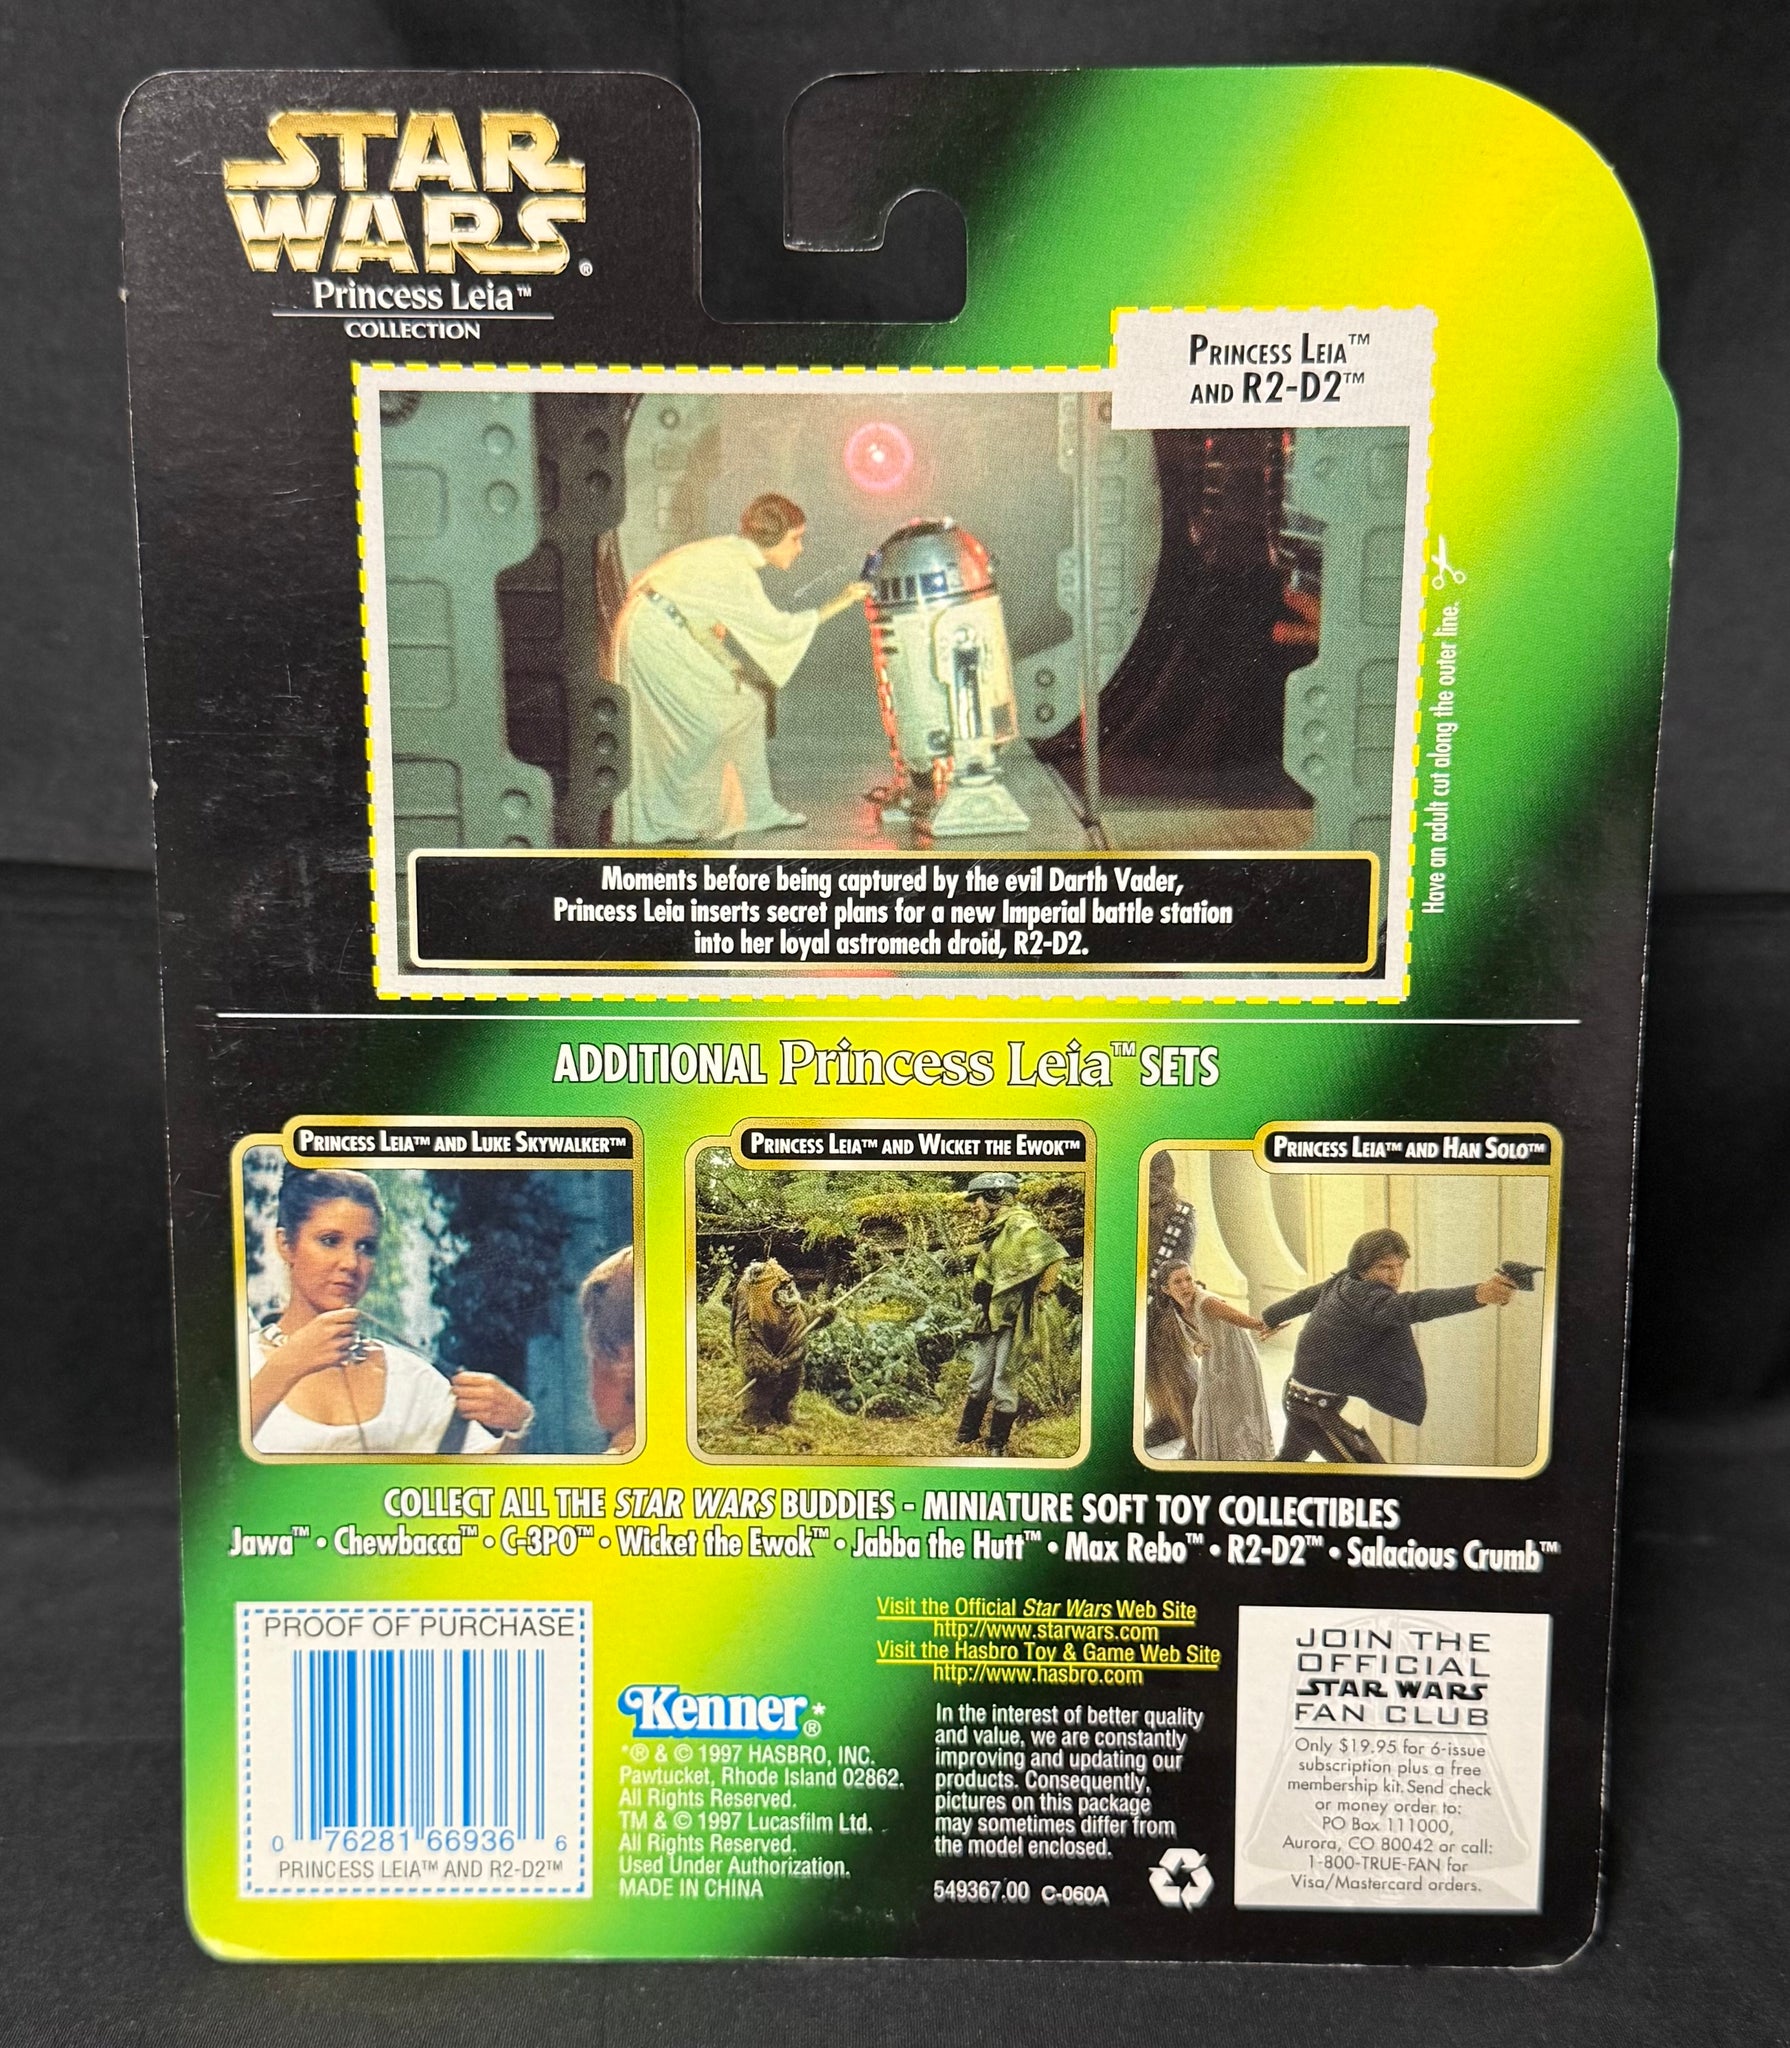 STAR
WARS®
Princess Leia™
COLLECTION
PRINCESS LEIA™
AND R2-D2™
Moments before being captured by the evil Darth Vader,
Princess Leia inserts secret plans for a new Imperial battle station
into her loyal astromech droid, R2-D2.
Have an adult cut along the outer line.
ADDITIONAL Princess Leia™ SETS
PRINCESS LEIA™ AND LUKE SKYWALKER™
PRINCESS LEIA™ AND WICKET THE EWOK™
PRINCESS LEIA™ AND HAN SOLO™
COLLECT ALL THE STAR WARS BUDDIES - MINIATURE SOFT TOY COLLECTIBLES
Jawa™ • Chewbacca™ • C-3PO™ • Wicket the Ewok™ • Jabba the Hutt™ • Max Rebo™ • R2-D2™ • Salacious Crumb™
PROOF OF PURCHASE
0 76281 66936 6
PRINCESS LEIA™ AND R2-D2™
Kenner*®
*® & © 1997 HASBRO, INC.
Pawtucket, Rhode Island 02862.
All Rights Reserved.
TM & © 1997 Lucasfilm Ltd.
All Rights Reserved.
Used Under Authorization.
MADE IN CHINA
Visit the Official Star Wars Web Site
http://www.starwars.com
Visit the Hasbro Toy & Game Web Site
http://www.hasbro.com
In the interest of better quality
and value, we are constantly
improving and updating our
products. Consequently,
pictures on this package
may sometimes differ from
the model enclosed.
549367.00 C-060A
JOIN THE
OFFICIAL
STAR WARS
FAN CLUB
Only $19.95 for 6-issue
subscription plus a free
membership kit. Send check
or money order to:
PO Box 111000,
Aurora, CO 80042 or call:
1-800-TRUE-FAN for
Visa/Mastercard orders.